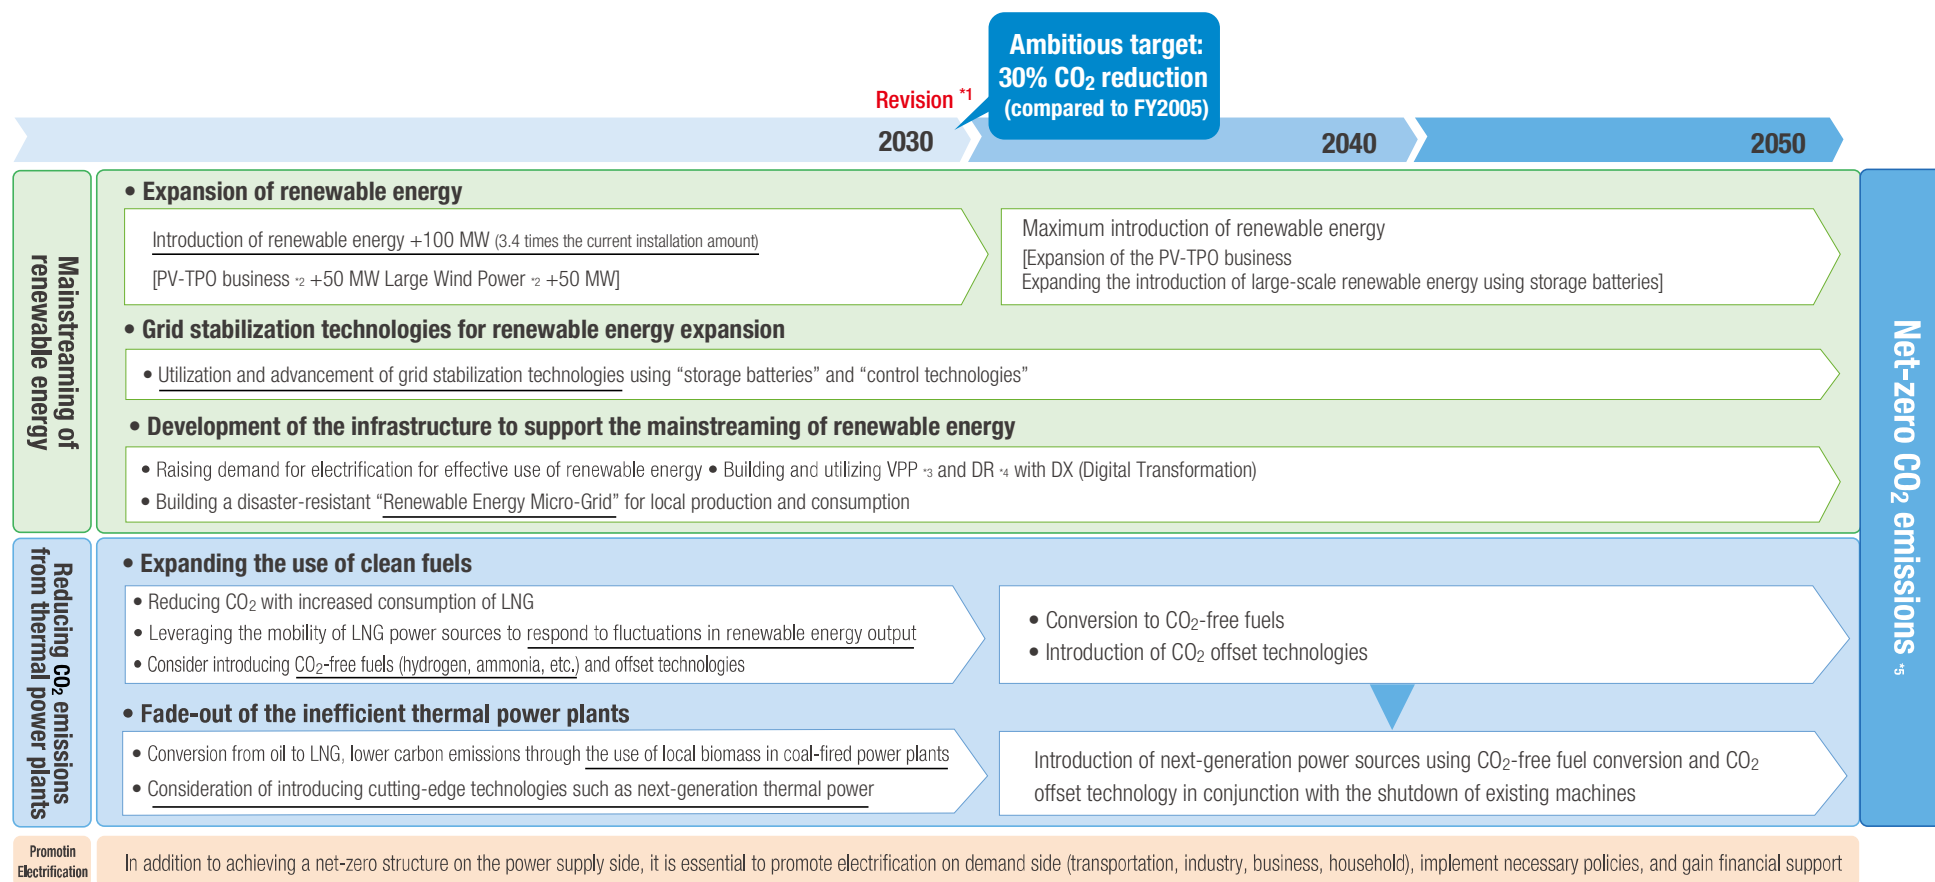 Ambitious target:
30% CO₂ reduction
(compared to FY2005)
Revision *1
2030
2040
2050
Mainstreaming of
renewable energy
• Expansion of renewable energy
Introduction of renewable energy +100 MW (3.4 times the current installation amount)
[PV-TPO business *2 +50 MW Large Wind Power *2 +50 MW]
Maximum introduction of renewable energy
[Expansion of the PV-TPO business
Expanding the introduction of large-scale renewable energy using storage batteries]
• Grid stabilization technologies for renewable energy expansion
• Utilization and advancement of grid stabilization technologies using “storage batteries” and “control technologies”
• Development of the infrastructure to support the mainstreaming of renewable energy
• Raising demand for electrification for effective use of renewable energy • Building and utilizing VPP *3 and DR *4 with DX (Digital Transformation)
• Building a disaster-resistant “Renewable Energy Micro-Grid” for local production and consumption
Reducing CO₂ emissions
from thermal power plants
• Expanding the use of clean fuels
• Reducing CO₂ with increased consumption of LNG
• Leveraging the mobility of LNG power sources to respond to fluctuations in renewable energy output
• Consider introducing CO₂-free fuels (hydrogen, ammonia, etc.) and offset technologies
• Conversion to CO₂-free fuels
• Introduction of CO₂ offset technologies
• Fade-out of the inefficient thermal power plants
• Conversion from oil to LNG, lower carbon emissions through the use of local biomass in coal-fired power plants
• Consideration of introducing cutting-edge technologies such as next-generation thermal power
Introduction of next-generation power sources using CO₂-free fuel conversion and CO₂
offset technology in conjunction with the shutdown of existing machines
Net-zero CO₂ emissions *5
Promotin
Electrification
In addition to achieving a net-zero structure on the power supply side, it is essential to promote electrification on demand side (transportation, industry, business, household), implement necessary policies, and gain financial support